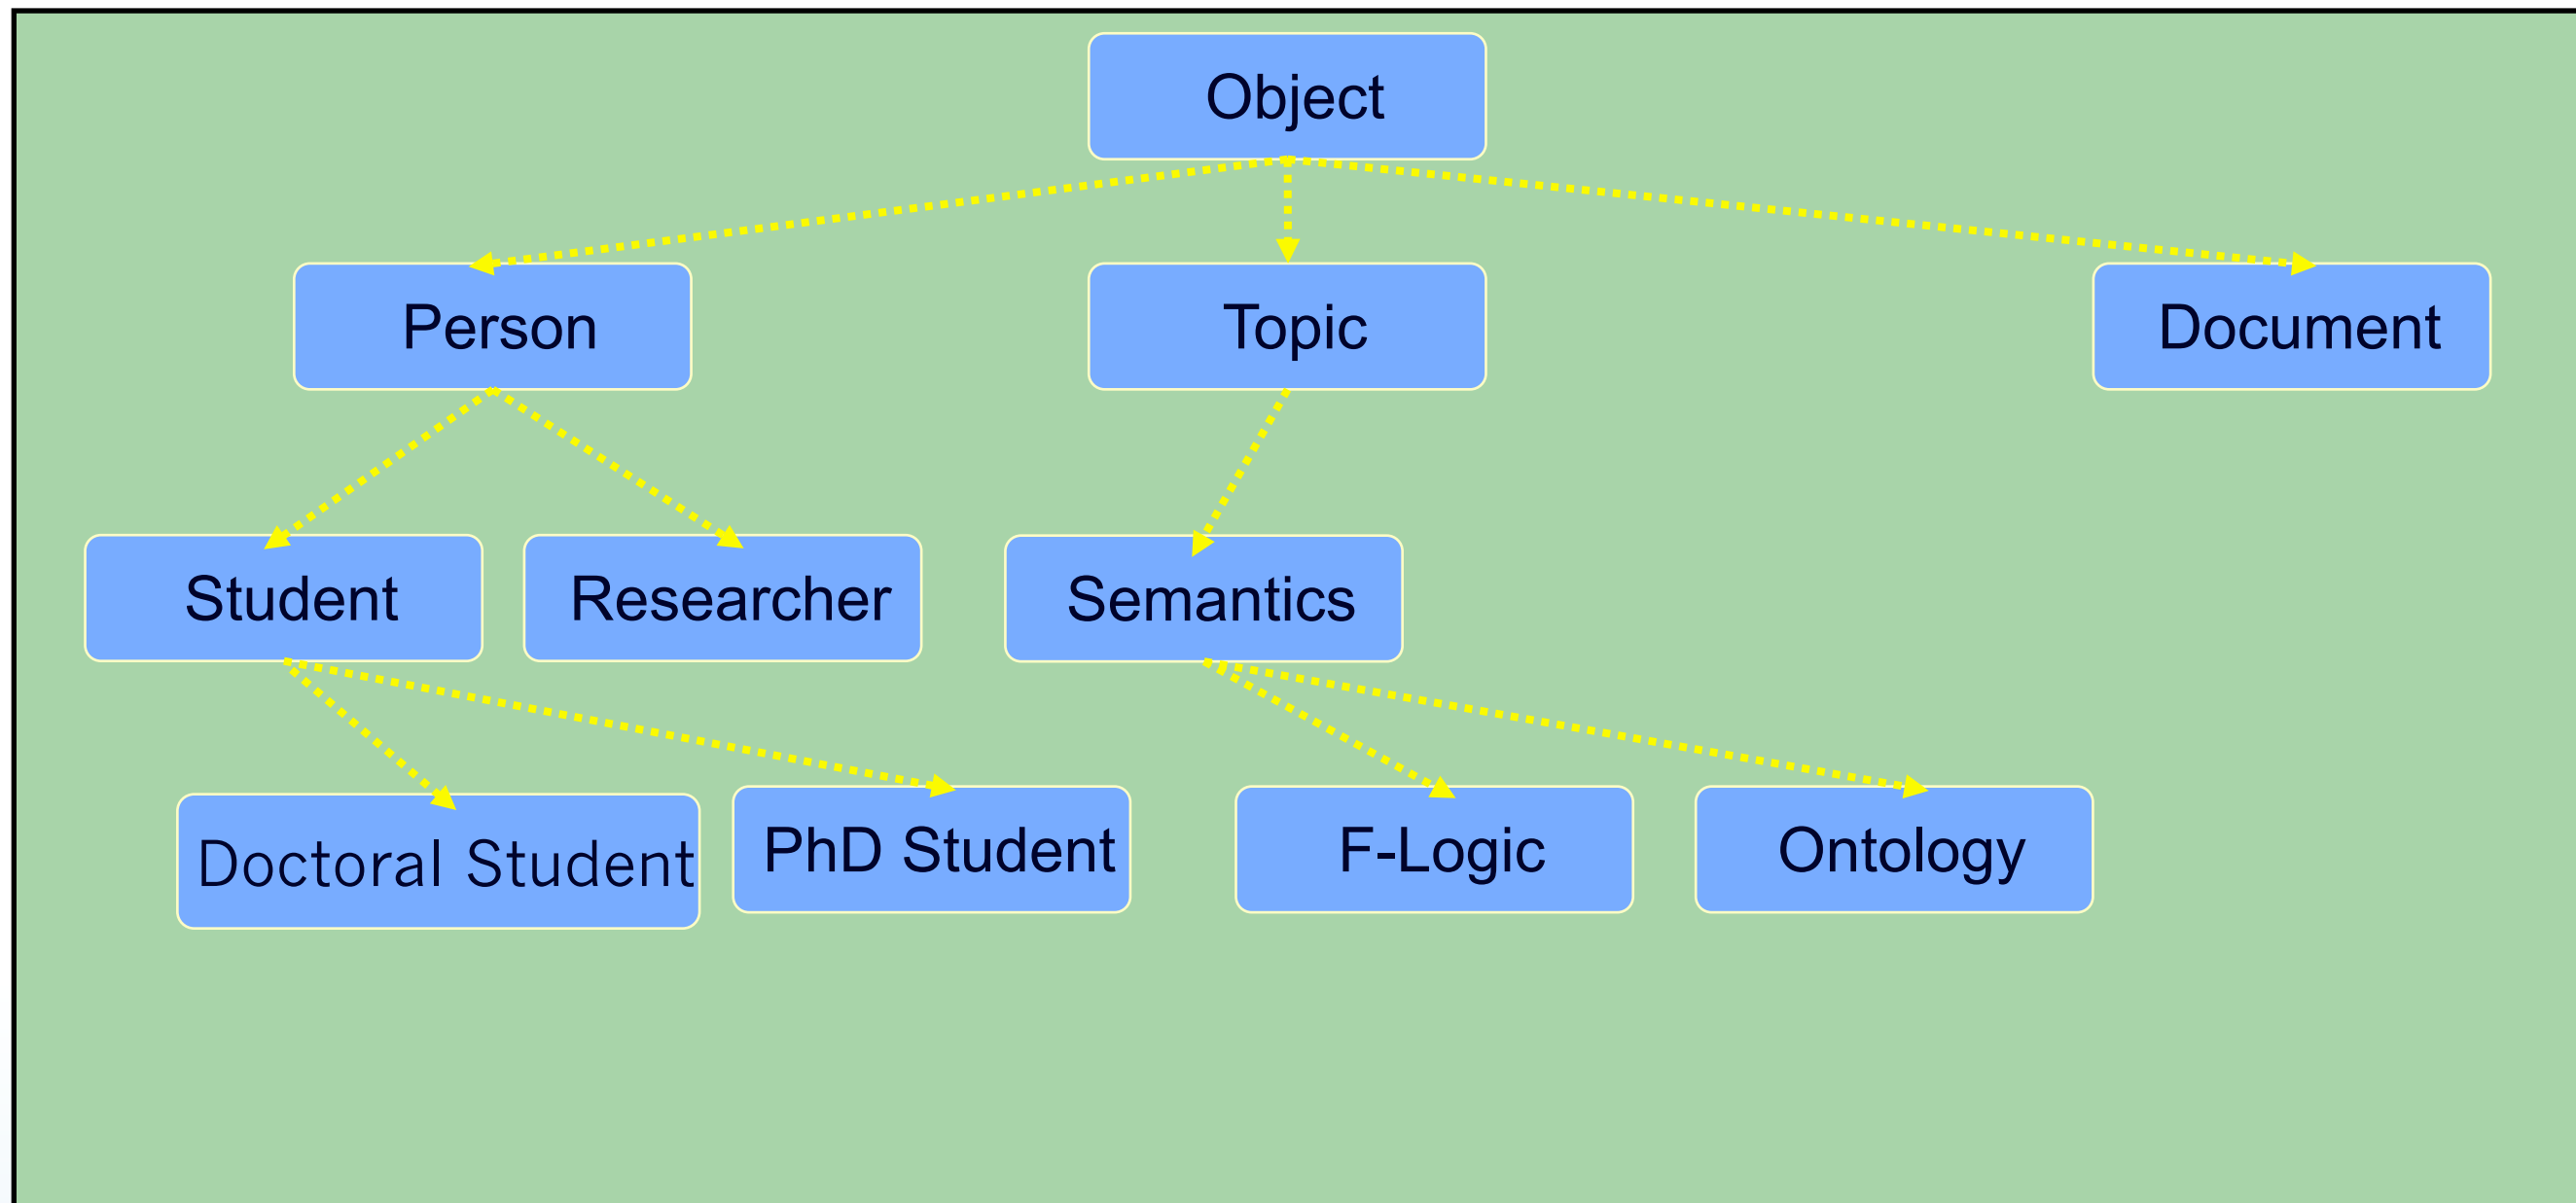 Object
Person
Topic
Document
Student
Researcher
Semantics
Doctoral Student
PhD Student
F-Logic
Ontology